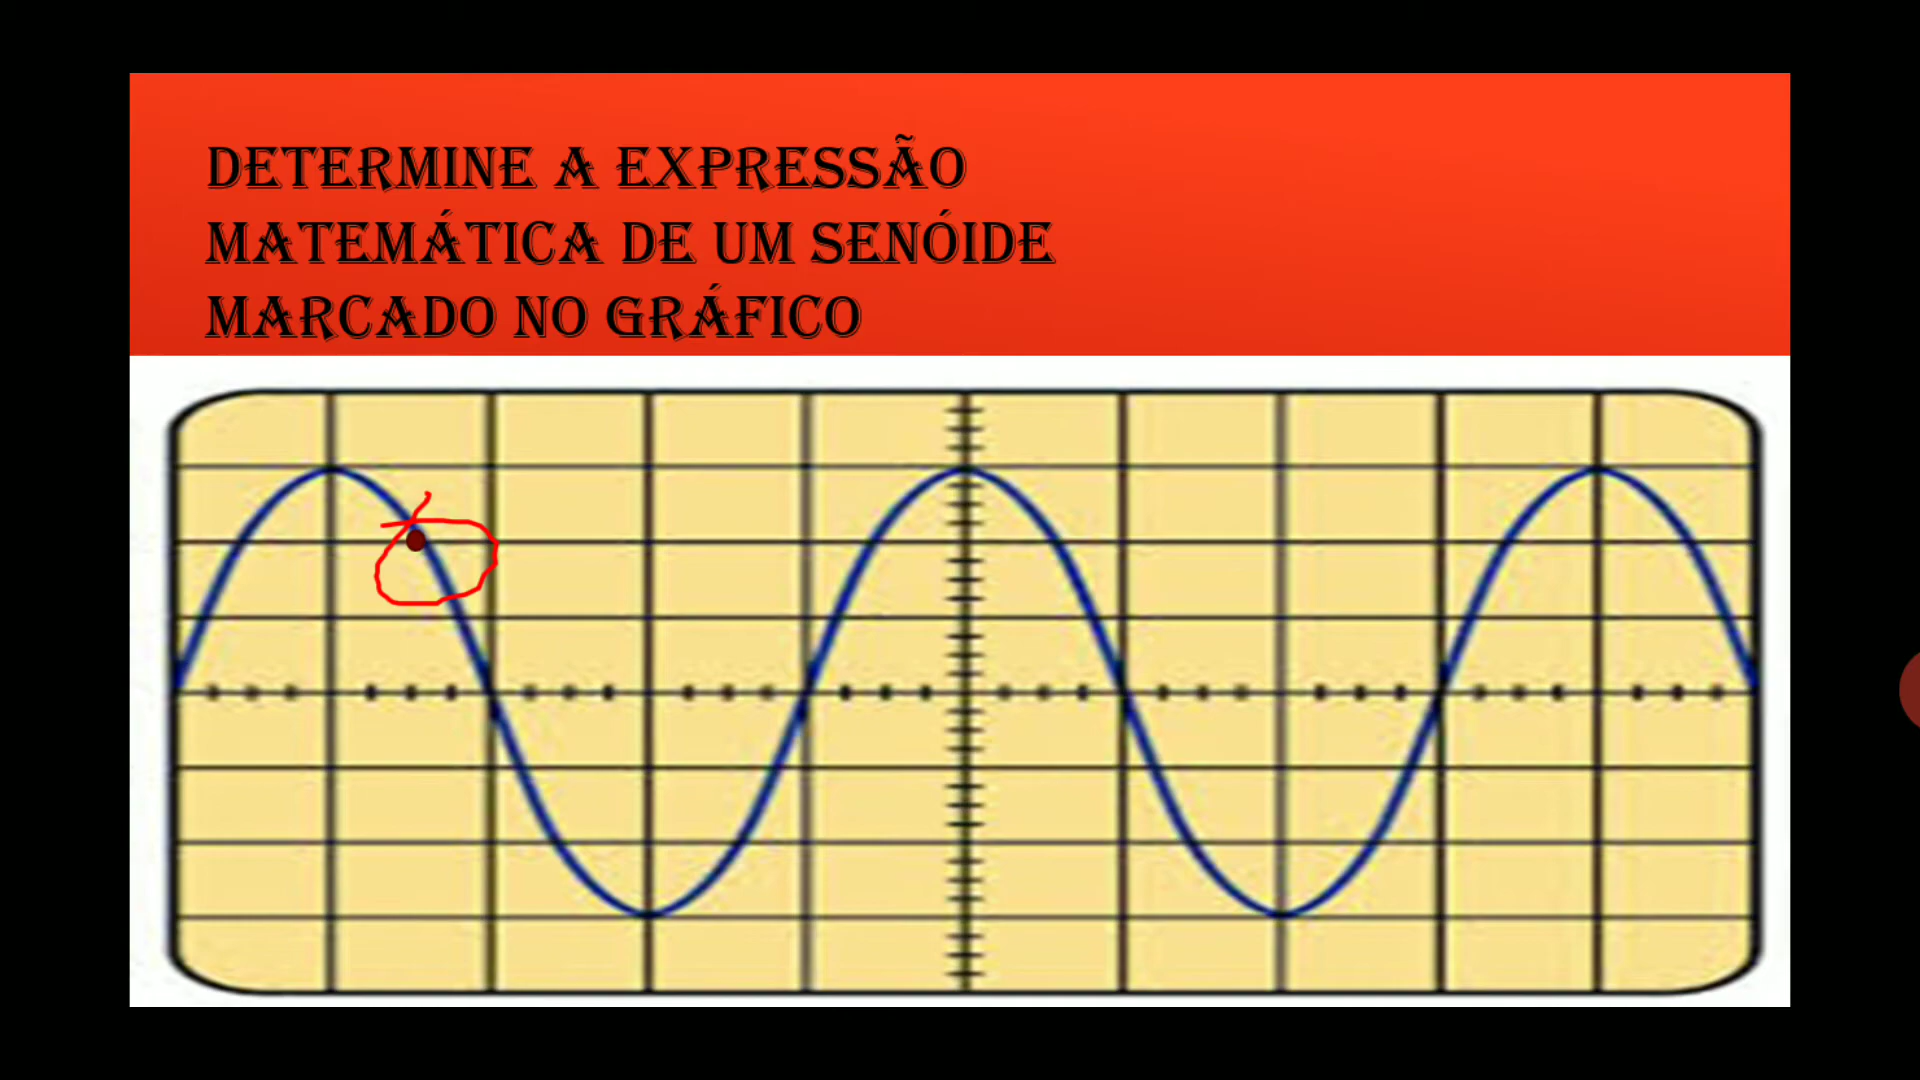 DETERMINE A EXPRESSÃO
MATEMÁTICA DE UM SENÓIDE
MARCADO NO GRÁFICO